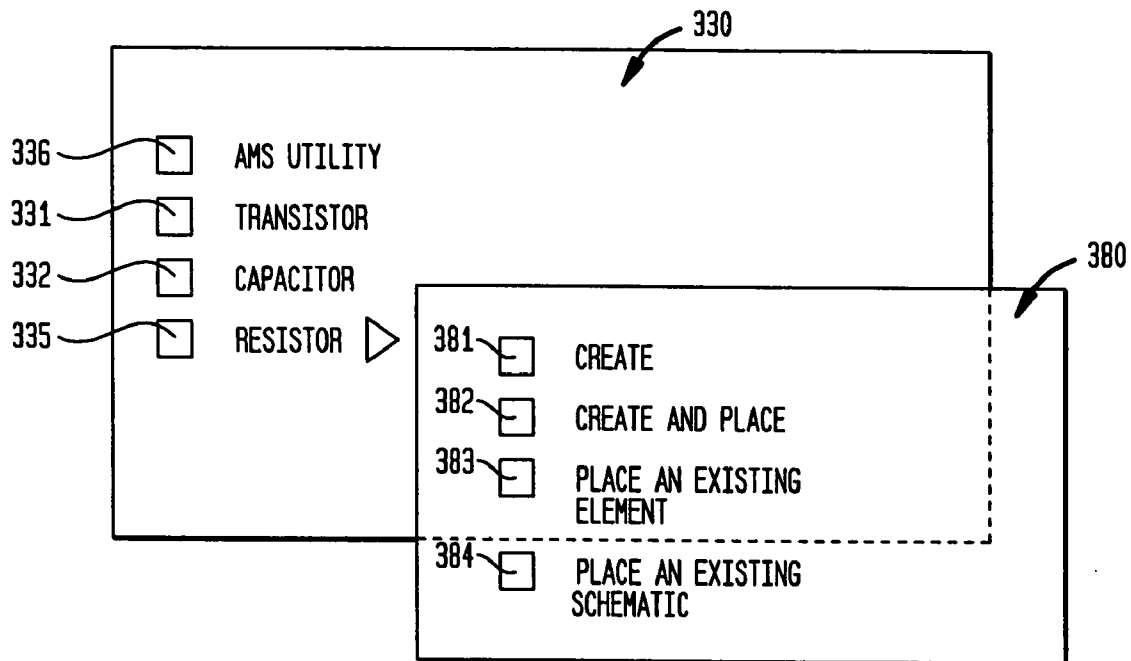 330
336 AMS UTILITY
331 TRANSISTOR
332 CAPACITOR
380
335 RESISTOR
381 CREATE
382 CREATE AND PLACE
383 PLACE AN EXISTING
ELEMENT
384 PLACE AN EXISTING
SCHEMATIC